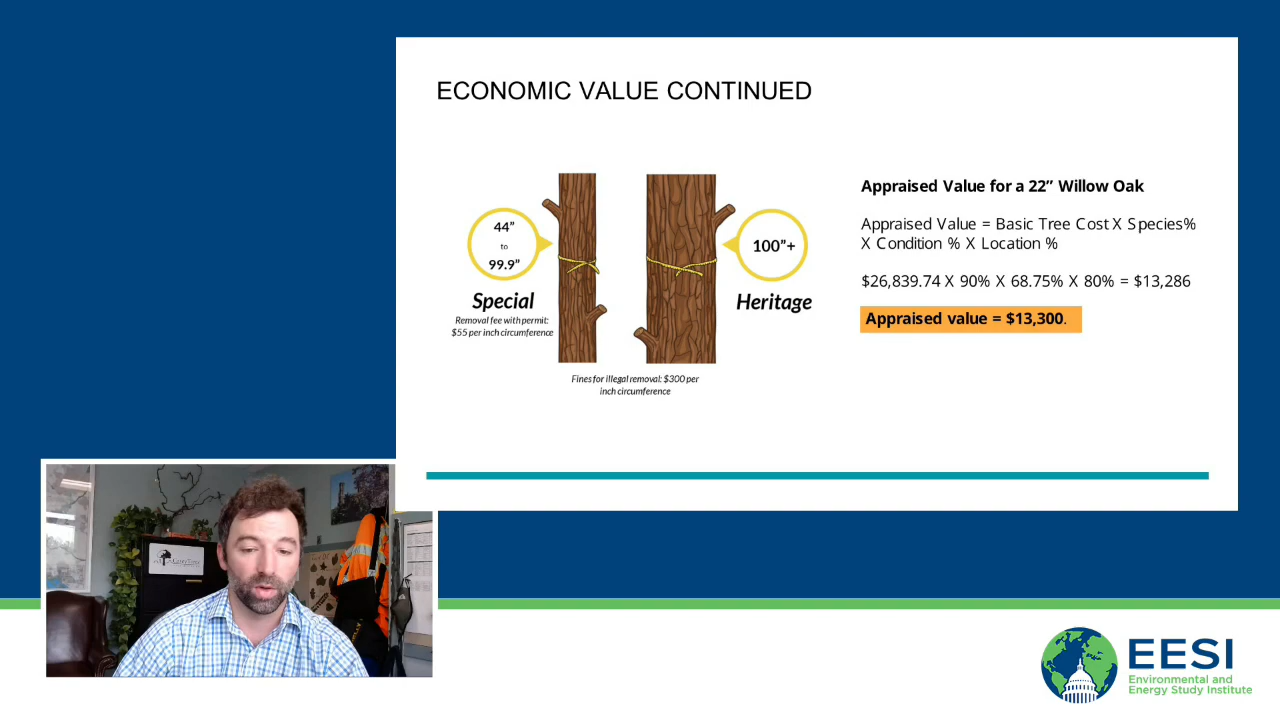 ECONOMIC VALUE CONTINUED
44”
to
99.9”
Special
Removal fee with permit:
$55 per inch circumference
100”+
Heritage
Fines for illegal removal: $300 per
inch circumference
Appraised Value for a 22” Willow Oak
Appraised Value = Basic Tree Cost X Species%
X Condition % X Location %
$26,839.74 X 90% X 68.75% X 80% = $13,286
Appraised value = $13,300.
EESI
Environmental and
Energy Study Institute